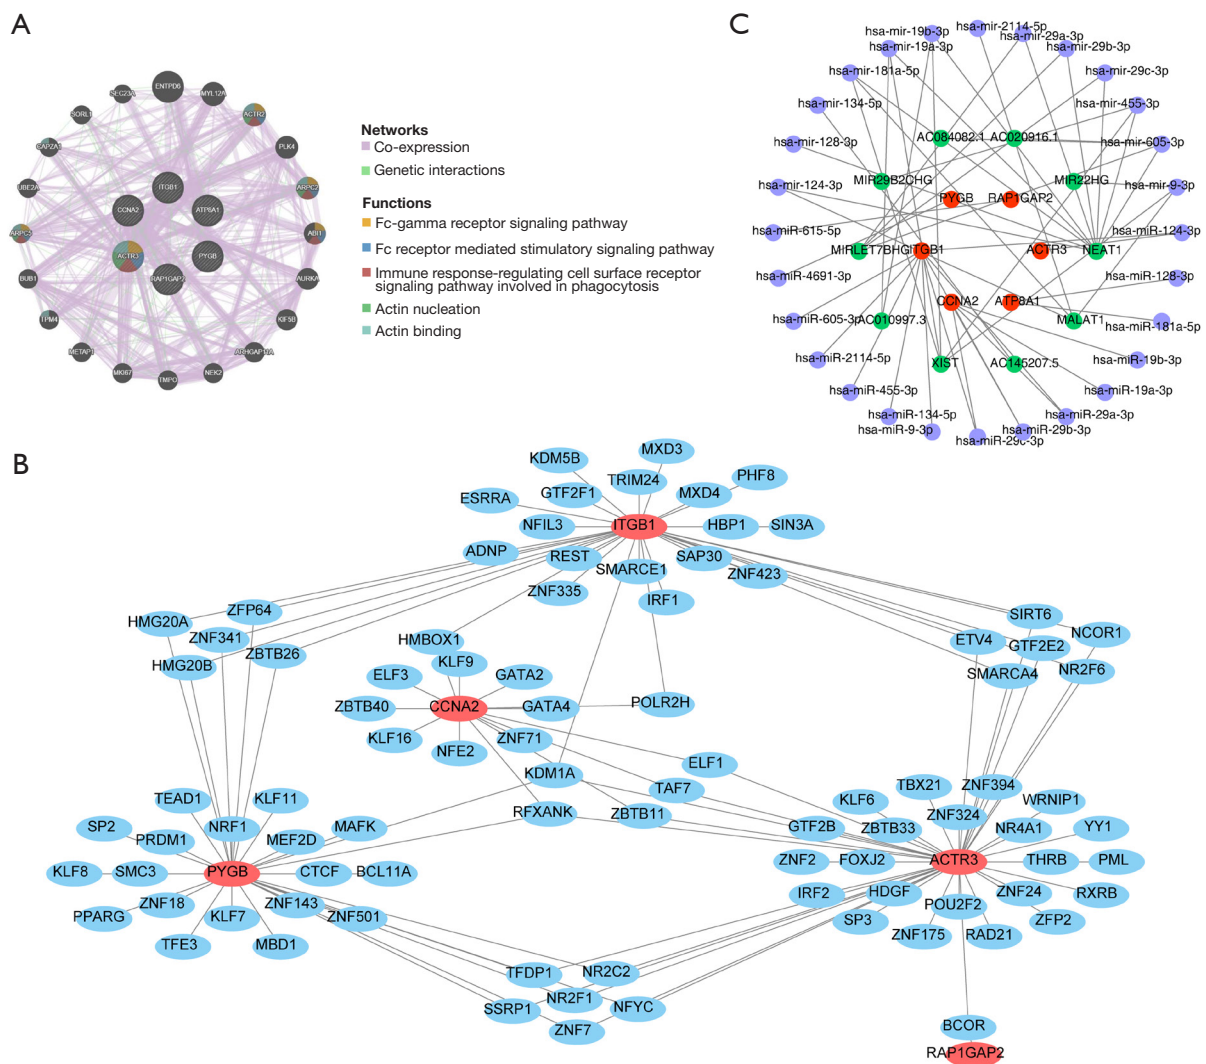 A
ENTPD6
SEC23A
MYL12A
SORL1
ACTR2
CAPZA1
PLK4
UBE2A
ITGB1
ARPC2
CCNA2
ATP8A1
ARPC5
ABI1
ACTR3
PYGB
BUB1
RAP1GAP2
AURKA
TPM4
KIF5B
METAP1
ARHGAP11A
MKI67
TMPO
NEK2
Networks
Co-expression
Genetic interactions
Functions
Fc-gamma receptor signaling pathway
Fc receptor mediated stimulatory signaling pathway
Immune response-regulating cell surface receptor
signaling pathway involved in phagocytosis
Actin nucleation
Actin binding
C
hsa-mir-2114-5p
hsa-mir-19b-3p
hsa-mir-29a-3p
hsa-mir-19a-3p
hsa-mir-29b-3p
hsa-mir-181a-5p
hsa-mir-29c-3p
hsa-mir-134-5p
hsa-mir-455-3p
hsa-mir-128-3p
AC084082.1
AC020916.1
hsa-mir-605-3p
hsa-mir-124-3p
MIR29B2CHG
MIR22HG
hsa-mir-9-3p
PYGB
RAP1GAP2
hsa-miR-615-5p
hsa-miR-124-3p
MIRLET7BHG
ITGB1
ACTR3
NEAT1
hsa-miR-4691-3p
hsa-miR-128-3p
CCNA2
ATP8A1
hsa-miR-605-3p
AC010997.3
MALAT1
hsa-miR-181a-5p
hsa-miR-2114-5p
XIST
AC145207.5
hsa-miR-19b-3p
hsa-miR-455-3p
hsa-miR-19a-3p
hsa-miR-134-5p
hsa-miR-29a-3p
hsa-miR-9-3p
hsa-miR-29b-3p
hsa-miR-29c-3p
B
MXD3
KDM5B
TRIM24
PHF8
GTF2F1
MXD4
ESRRA
NFIL3
ITGB1
HBP1
SIN3A
ADNP
REST
SAP30
SMARCE1
ZNF423
ZNF335
IRF1
HMG20A
ZFP64
SIRT6
ZNF341
HMBOX1
ETV4
NCOR1
HMG20B
ZBTB26
GTF2E2
KLF9
SMARCA4
NR2F6
ELF3
GATA2
ZBTB40
CCNA2
GATA4
POLR2H
KLF16
NFE2
ZNF71
KDM1A
ELF1
TAF7
TBX21
ZNF394
TEAD1
KLF11
KLF6
WRNIP1
RFXANK
ZBTB11
ZNF324
SP2
PRDM1
NRF1
MEF2D
MAFK
GTF2B
ZBTB33
NR4A1
YY1
KLF8
SMC3
PYGB
CTCF
BCL11A
ZNF2
FOXJ2
ACTR3
THRB
PML
IRF2
HDGF
ZNF24
RXRB
PPARG
ZNF18
KLF7
ZNF143
ZNF501
SP3
POU2F2
ZFP2
TFE3
MBD1
ZNF175
RAD21
TFDP1
NR2C2
SSRP1
NR2F1
NFYC
ZNF7
BCOR
RAP1GAP2